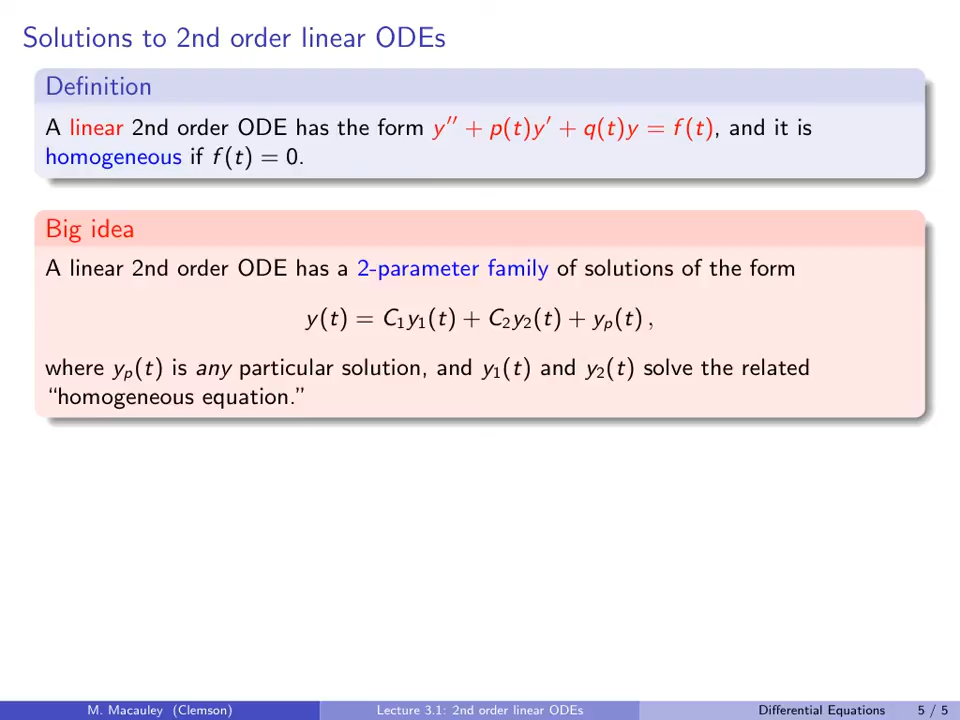 Solutions to 2nd order linear ODEs
Definition
A linear 2nd order ODE has the form y′′ + p(t)y′ + q(t)y = f(t), and it is
homogeneous if f(t) = 0.
Big idea
A linear 2nd order ODE has a 2-parameter family of solutions of the form
y(t) = C₁y₁(t) + C₂y₂(t) + yₚ(t) ,
where yₚ(t) is any particular solution, and y₁(t) and y₂(t) solve the related
“homogeneous equation.”
M. Macauley (Clemson) Lecture 3.1: 2nd order linear ODEs Differential Equations 5 / 5